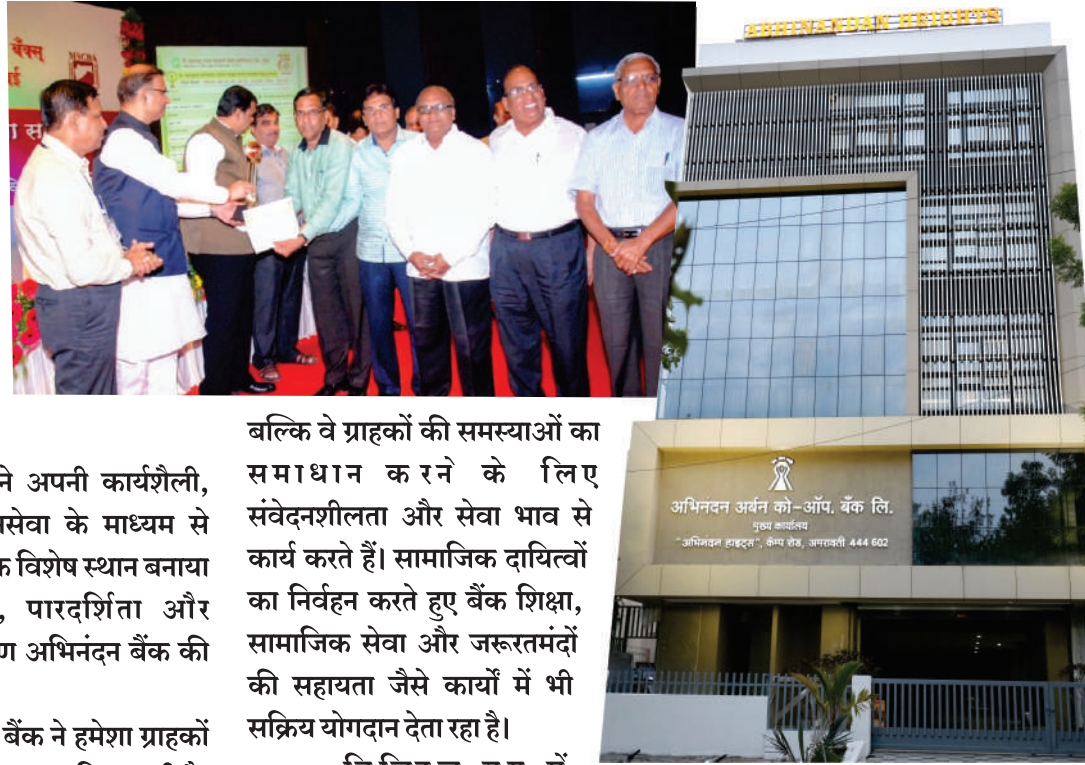 बँक्स्
MUCBA
ABHINANDAN HEIGHTS
अभिनंदन अर्बन को-ऑप. बैंक लि.
मुख्य कार्यालय
"अभिनंदन हाइट्स", कॅम्प रोड, अमरावती 444 602
ने अपनी कार्यशैली,
सेवा के माध्यम से
विशेष स्थान बनाया
, पारदर्शिता और
अभिनंदन बैंक की
बैंक ने हमेशा ग्राहकों
बल्कि वे ग्राहकों की समस्याओं का
समाधान करने के लिए
संवेदनशीलता और सेवा भाव से
कार्य करते हैं। सामाजिक दायित्वों
का निर्वहन करते हुए बैंक शिक्षा,
सामाजिक सेवा और जरूरतमंदों
की सहायता जैसे कार्यों में भी
सक्रिय योगदान देता रहा है।